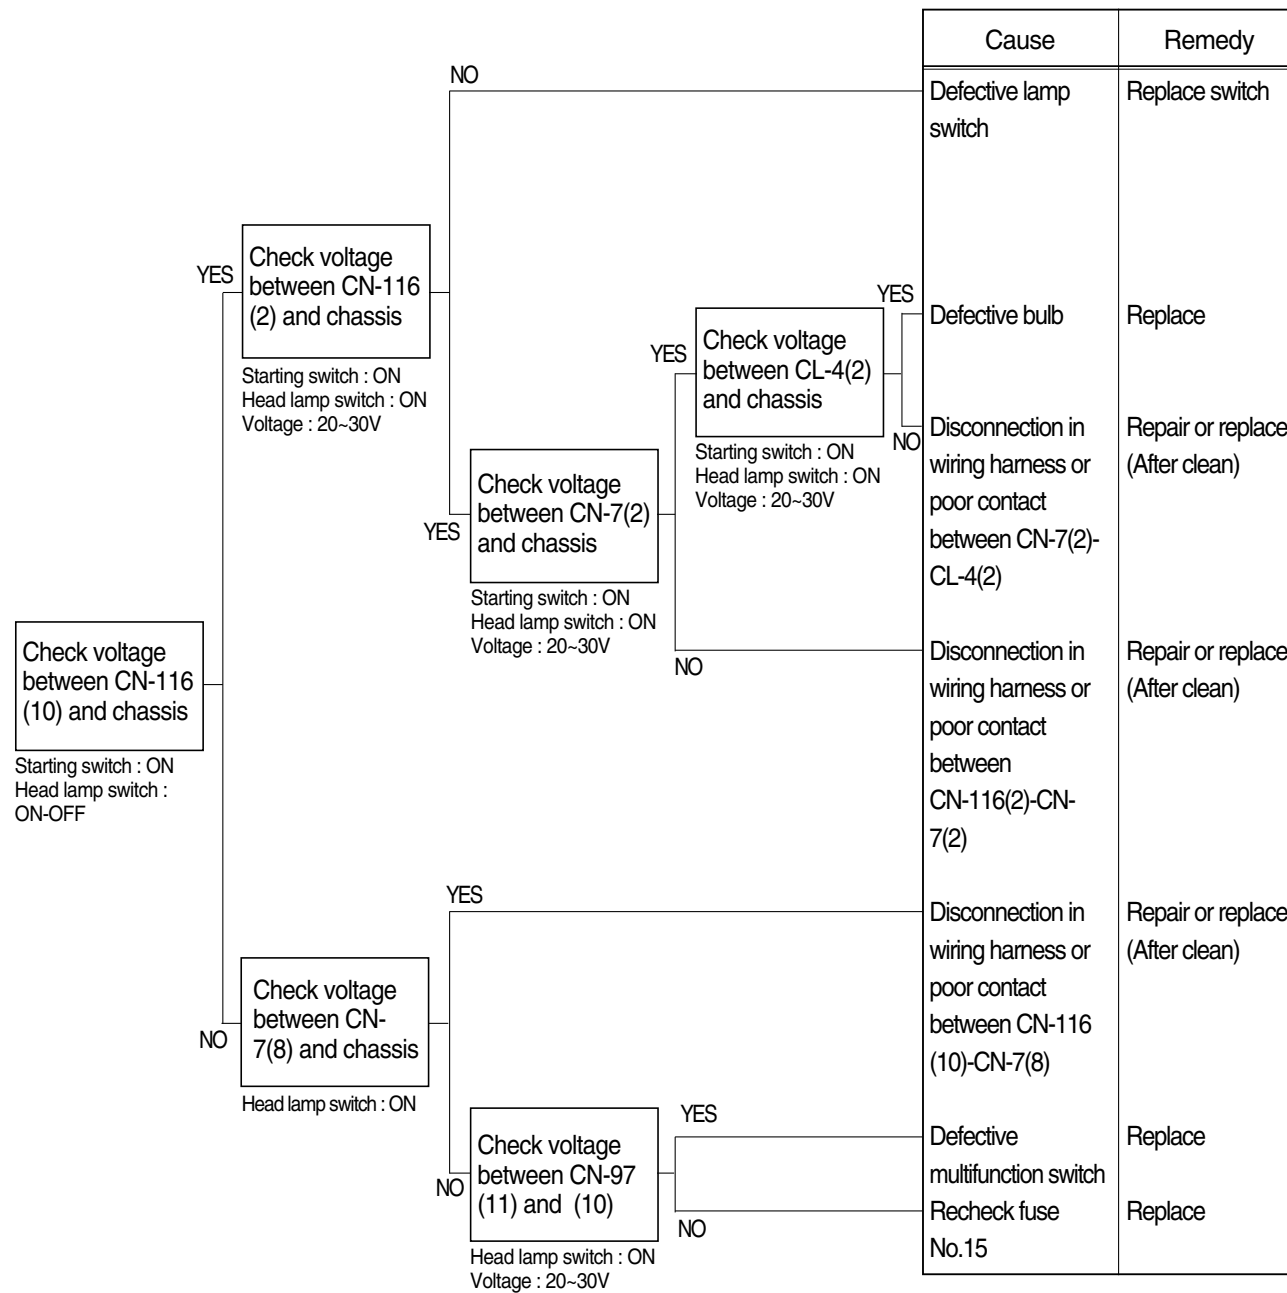 Cause
Remedy
NO
Defective lamp
switch
Replace switch
YES
Check voltage
between CN-116
(2) and chassis
Starting switch : ON
Head lamp switch : ON
Voltage : 20~30V
YES
Defective bulb
Replace
YES
Check voltage
between CL-4(2)
and chassis
Starting switch : ON
Head lamp switch : ON
Voltage : 20~30V
NO
Disconnection in
wiring harness or
poor contact
between CN-7(2)-
CL-4(2)
Repair or replace
(After clean)
YES
Check voltage
between CN-7(2)
and chassis
Starting switch : ON
Head lamp switch : ON
Voltage : 20~30V
NO
Disconnection in
wiring harness or
poor contact
between
CN-116(2)-CN-
7(2)
Repair or replace
(After clean)
Check voltage
between CN-116
(10) and chassis
Starting switch : ON
Head lamp switch :
ON-OFF
YES
Disconnection in
wiring harness or
poor contact
between CN-116
(10)-CN-7(8)
Repair or replace
(After clean)
NO
Check voltage
between CN-
7(8) and chassis
Head lamp switch : ON
YES
Defective
multifunction switch
Replace
NO
Check voltage
between CN-97
(11) and (10)
Head lamp switch : ON
Voltage : 20~30V
NO
Recheck fuse
No.15
Replace